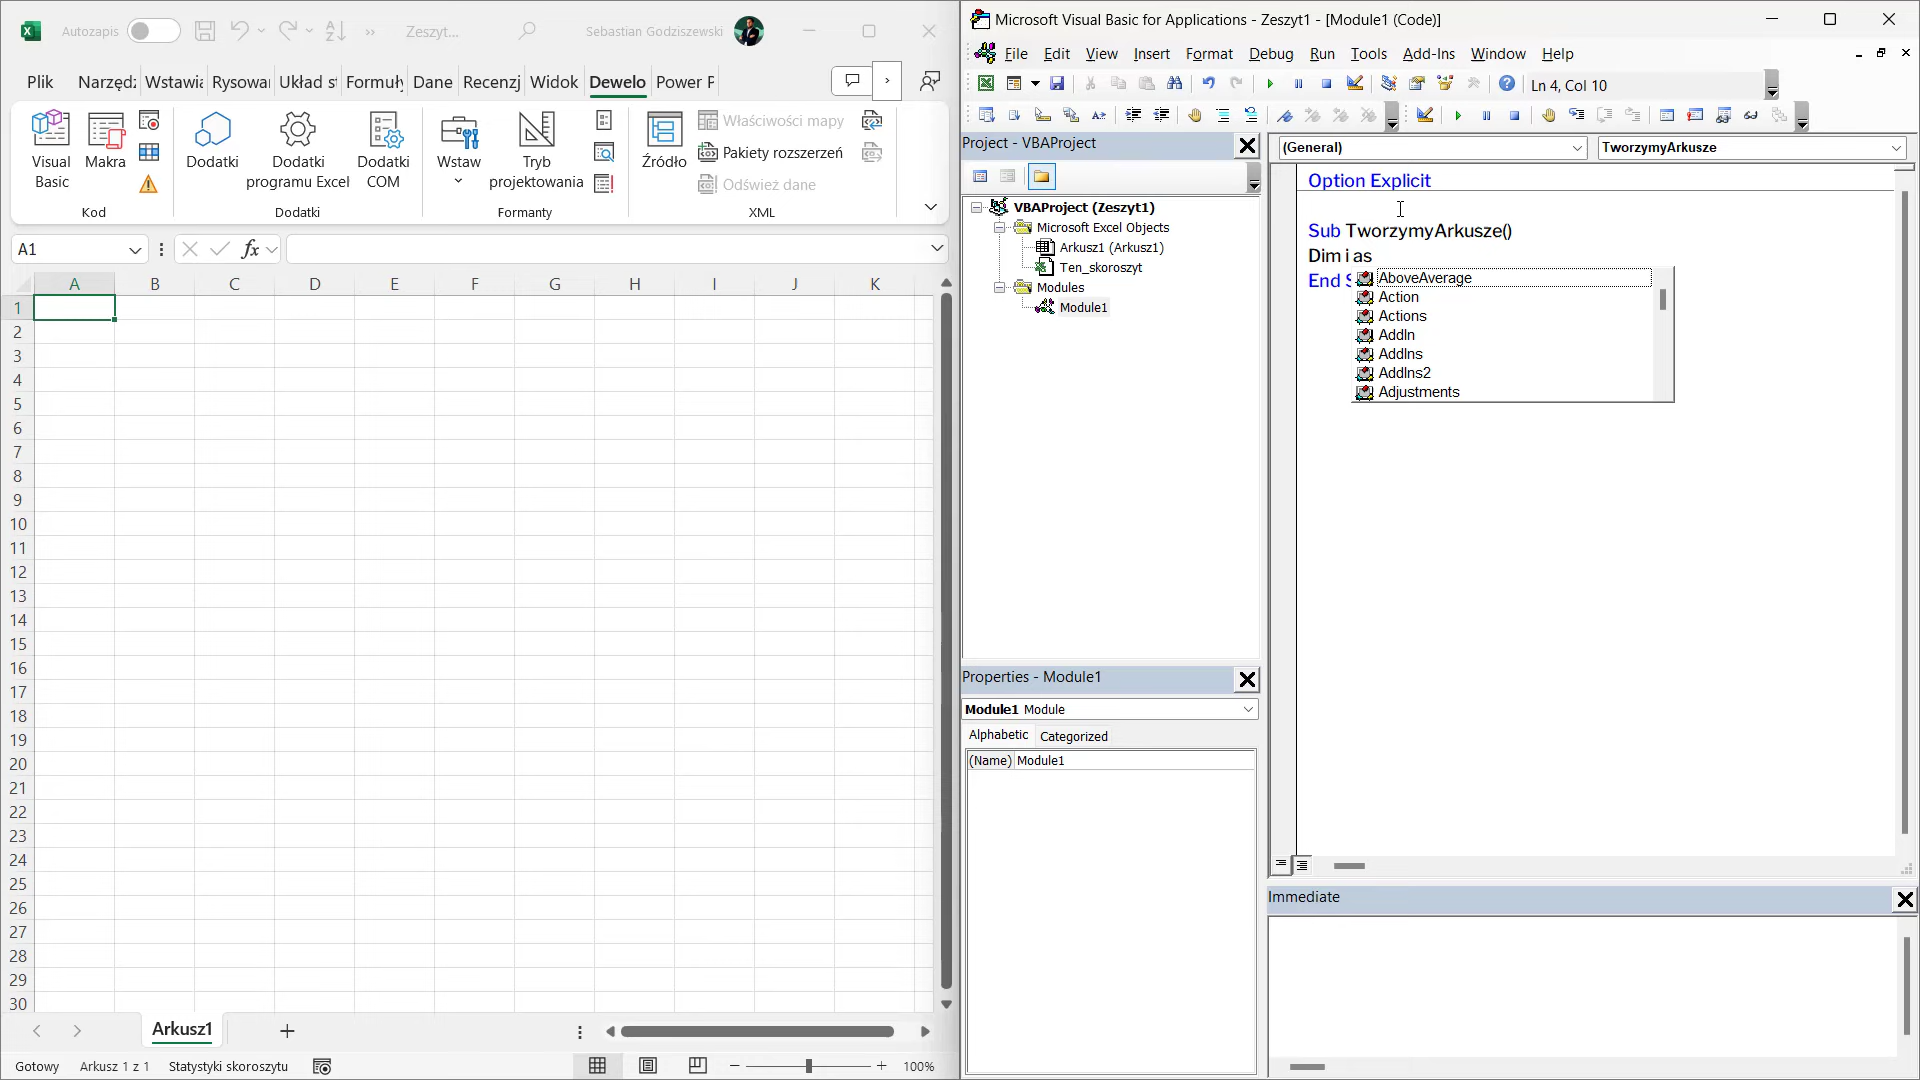 Autozapis
Zeszyt...
Sebastian Godziszewski
Plik
Narzędz
Wstawia
Rysowan
Układ st
Formuły
Dane
Recenzj
Widok
Dewelo
Power P
Visual Basic
Makra
Kod
Dodatki
Dodatki programu Excel
Dodatki COM
Dodatki
Wstaw
Tryb projektowania
Formanty
Źródło
Właściwości mapy
Pakiety rozszerzeń
Odśwież dane
XML
A1
fx
A B C D E F G H I J K
1
2
3
4
5
6
7
8
9
10
11
12
13
14
15
16
17
18
19
20
21
22
23
24
25
26
27
28
29
30
Arkusz1
Gotowy
Arkusz 1 z 1
Statystyki skoroszytu
100%
Microsoft Visual Basic for Applications - Zeszyt1 - [Module1 (Code)]
File Edit View Insert Format Debug Run Tools Add-Ins Window Help
Ln 4, Col 10
Project - VBAProject
VBAProject (Zeszyt1)
Microsoft Excel Objects
Arkusz1 (Arkusz1)
Ten_skoroszyt
Modules
Module1
Properties - Module1
Module1 Module
Alphabetic Categorized
(Name) Module1
(General)
TworzymyArkusze
Option Explicit
Sub TworzymyArkusze()
Dim i as
End S
AboveAverage
Action
Actions
AddIn
AddIns
AddIns2
Adjustments
Immediate